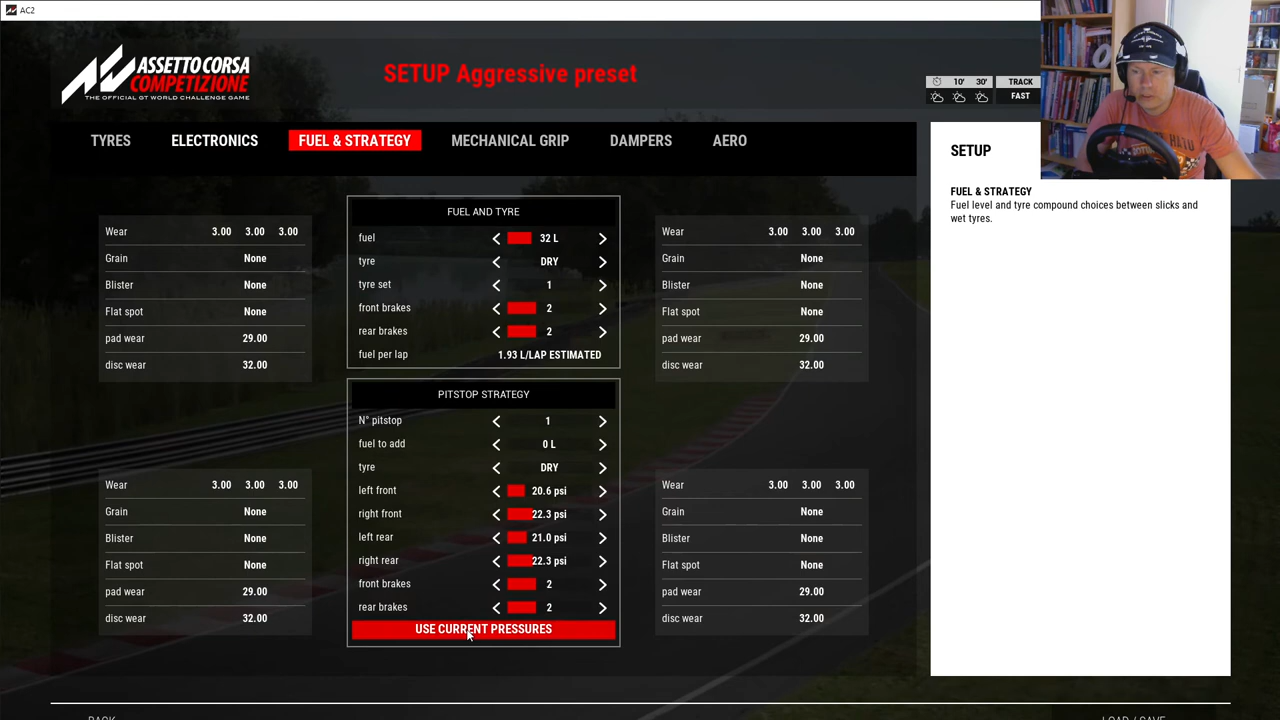 AC2
ASSETTO CORSA
COMPETIZIONE
THE OFFICIAL GT WORLD CHALLENGE GAME
SETUP Aggressive preset
10' 30' TRACK
FAST
TYRES ELECTRONICS FUEL & STRATEGY MECHANICAL GRIP DAMPERS AERO
SETUP
FUEL & STRATEGY
Fuel level and tyre compound choices between slicks and
wet tyres.
Wear 3.00 3.00 3.00
Grain None
Blister None
Flat spot None
pad wear 29.00
disc wear 32.00
FUEL AND TYRE
fuel 32 L
tyre DRY
tyre set 1
front brakes 2
rear brakes 2
fuel per lap 1.93 L/LAP ESTIMATED
Wear 3.00 3.00 3.00
Grain None
Blister None
Flat spot None
pad wear 29.00
disc wear 32.00
PITSTOP STRATEGY
N° pitstop 1
fuel to add 0 L
tyre DRY
left front 20.6 psi
right front 22.3 psi
left rear 21.0 psi
right rear 22.3 psi
front brakes 2
rear brakes 2
USE CURRENT PRESSURES
Wear 3.00 3.00 3.00
Grain None
Blister None
Flat spot None
pad wear 29.00
disc wear 32.00
Wear 3.00 3.00 3.00
Grain None
Blister None
Flat spot None
pad wear 29.00
disc wear 32.00
BACK LOAD / SAVE